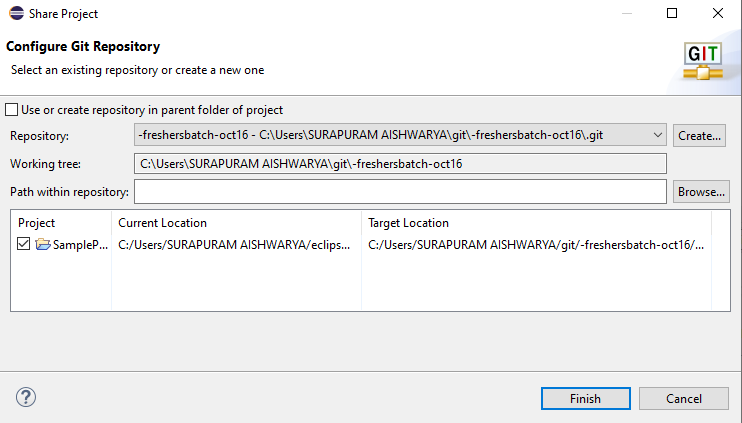 Share Project
Configure Git Repository
Select an existing repository or create a new one
GIT
Use or create repository in parent folder of project
Repository: -freshersbatch-oct16 - C:\Users\SURAPURAM AISHWARYA\git\-freshersbatch-oct16\.git Create...
Working tree: C:\Users\SURAPURAM AISHWARYA\git\-freshersbatch-oct16
Path within repository: Browse...
Project Current Location Target Location
SampleP... C:/Users/SURAPURAM AISHWARYA/eclips... C:/Users/SURAPURAM AISHWARYA/git/-freshersbatch-oct16/...
? Finish Cancel